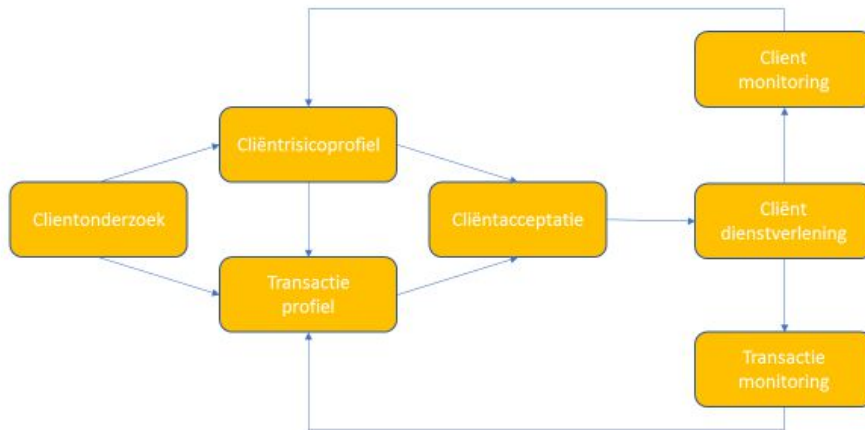 Client
monitoring
Cliëntrisicoprofiel
Clientonderzoek
Cliëntacceptatie
Cliënt
dienstverlening
Transactie
profiel
Transactie
monitoring